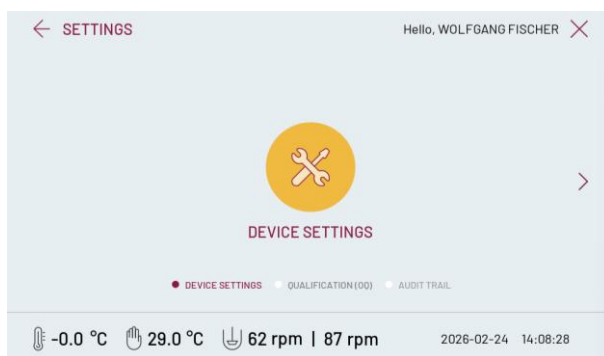 SETTINGS Hello, WOLFGANG FISCHER
DEVICE SETTINGS
DEVICE SETTINGS QUALIFICATION (OQ) AUDIT TRAIL
-0.0 °C 29.0 °C 62 rpm | 87 rpm 2026-02-24 14:08:28